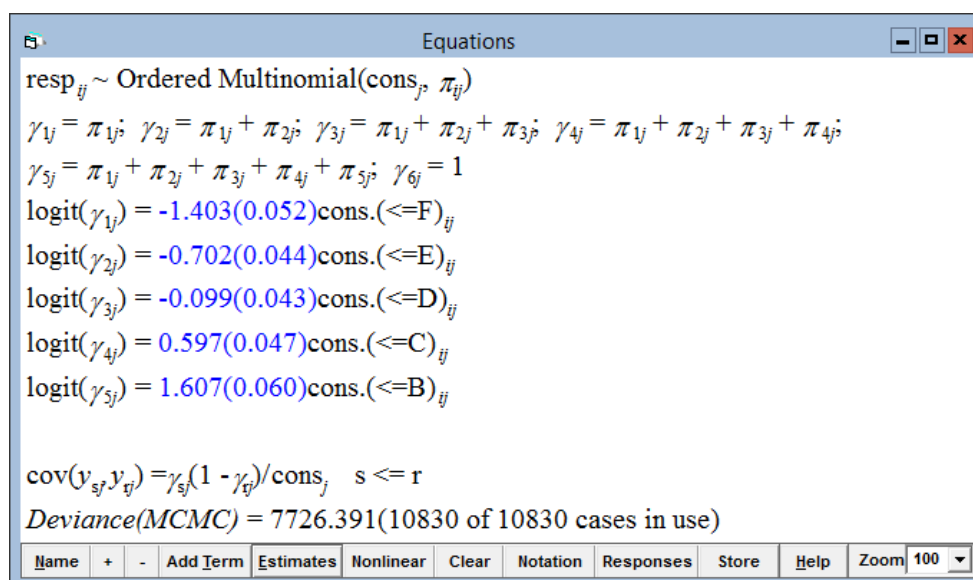 Equations
resp_ij ~ Ordered Multinomial(cons_j, π_ij)
γ_1j = π_1j; γ_2j = π_1j + π_2j; γ_3j = π_1j + π_2j + π_3j; γ_4j = π_1j + π_2j + π_3j + π_4j;
γ_5j = π_1j + π_2j + π_3j + π_4j + π_5j; γ_6j = 1
logit(γ_1j) = -1.403(0.052)cons.(<=F)_ij
logit(γ_2j) = -0.702(0.044)cons.(<=E)_ij
logit(γ_3j) = -0.099(0.043)cons.(<=D)_ij
logit(γ_4j) = 0.597(0.047)cons.(<=C)_ij
logit(γ_5j) = 1.607(0.060)cons.(<=B)_ij
cov(y_sj, y_rj) = γ_sj(1 - γ_rj)/cons_j s <= r
Deviance(MCMC) = 7726.391(10830 of 10830 cases in use)
Name + - Add Term Estimates Nonlinear Clear Notation Responses Store Help Zoom 100